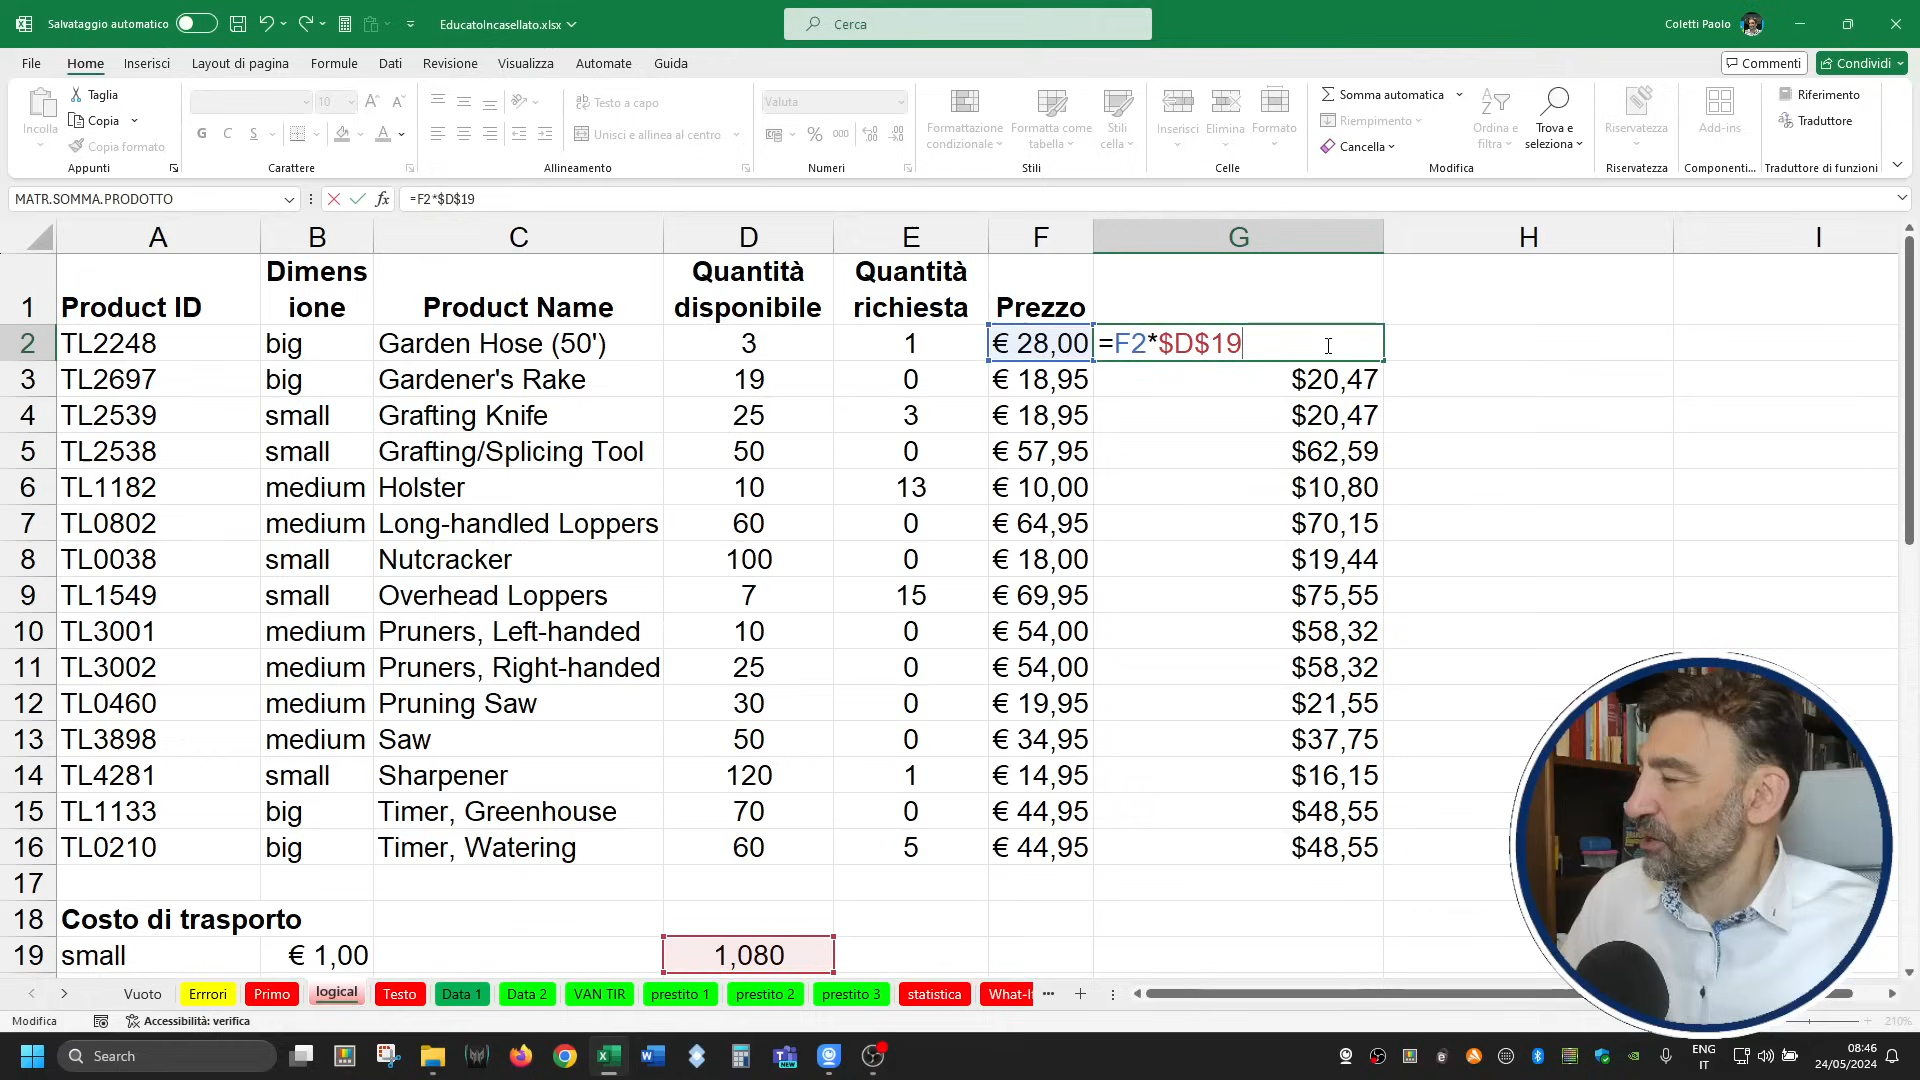 Salvataggio automatico
EducatoIncasellato.xlsx
Cerca
Coletti Paolo
File Home Inserisci Layout di pagina Formule Dati Revisione Visualizza Automate Guida
Commenti Condividi
Incolla
Taglia
Copia
Copia formato
Appunti
10
G C S
Carattere
Testo a capo
Unisci e allinea al centro
Allineamento
Valuta
% 000
Numeri
Formattazione condizionale
Formatta come tabella
Stili cella
Stili
Inserisci
Elimina
Formato
Celle
Somma automatica
Riempimento
Cancella
Ordina e filtri
Trova e seleziona
Modifica
Riservatezza
Riservatezza
Add-ins
Componenti...
Riferimento
Traduttore
Traduttore di funzioni
MATR.SOMMA.PRODOTTO fx =F2*$D$19
A B C D E F G H I
1 Product ID Dimens ione Product Name Quantità disponibile Quantità richiesta Prezzo
2 TL2248 big Garden Hose (50') 3 1 € 28,00 =F2*$D$19
3 TL2697 big Gardener's Rake 19 0 € 18,95 $20,47
4 TL2539 small Grafting Knife 25 3 € 18,95 $20,47
5 TL2538 small Grafting/Splicing Tool 50 0 € 57,95 $62,59
6 TL1182 medium Holster 10 13 € 10,00 $10,80
7 TL0802 medium Long-handled Loppers 60 0 € 64,95 $70,15
8 TL0038 small Nutcracker 100 0 € 18,00 $19,44
9 TL1549 small Overhead Loppers 7 15 € 69,95 $75,55
10 TL3001 medium Pruners, Left-handed 10 0 € 54,00 $58,32
11 TL3002 medium Pruners, Right-handed 25 0 € 54,00 $58,32
12 TL0460 medium Pruning Saw 30 0 € 19,95 $21,55
13 TL3898 medium Saw 50 0 € 34,95 $37,75
14 TL4281 small Sharpener 120 1 € 14,95 $16,15
15 TL1133 big Timer, Greenhouse 70 0 € 44,95 $48,55
16 TL0210 big Timer, Watering 60 5 € 44,95 $48,55
17
18 Costo di trasporto
19 small € 1,00 1,080
Vuoto Errrori Primo logical Testo Data 1 Data 2 VAN TIR prestito 1 prestito 2 prestito 3 statistica What-I
Modifica Accessibilità: verifica 210%
Search
ENG
IT
08:46
24/05/2024